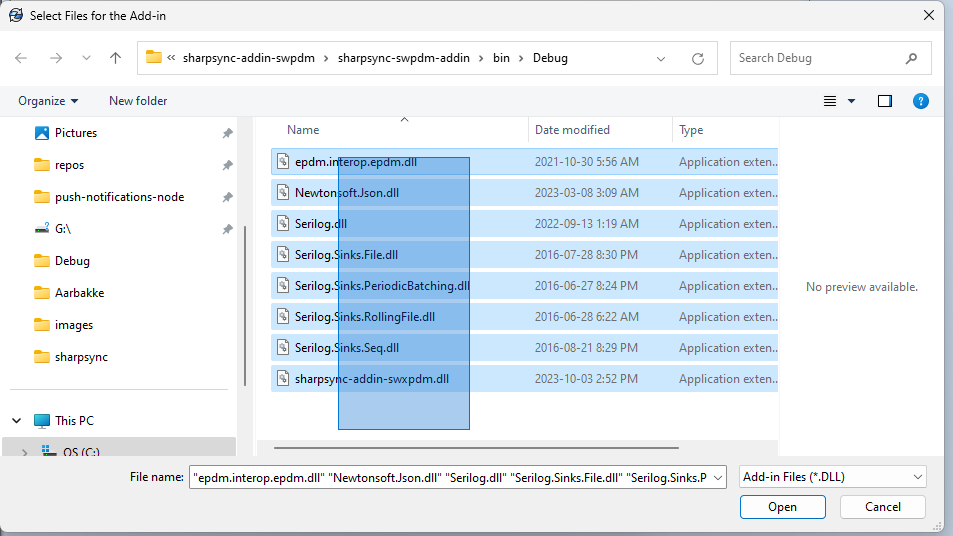 Select Files for the Add-in
« sharpsync-addin-swpdm > sharpsync-swpdm-addin > bin > Debug
Search Debug
Organize
New folder
Name
Date modified
Type
Pictures
repos
push-notifications-node
G:\
Debug
Aarbakke
images
sharpsync
This PC
OS (C:)
epdm.interop.epdm.dll 2021-10-30 5:56 AM Application exten...
Newtonsoft.Json.dll 2023-03-08 3:09 AM Application exten...
Serilog.dll 2022-09-13 1:19 AM Application exten...
Serilog.Sinks.File.dll 2016-07-28 8:30 PM Application exten...
Serilog.Sinks.PeriodicBatching.dll 2016-06-27 8:24 PM Application exten...
Serilog.Sinks.RollingFile.dll 2016-06-28 6:22 AM Application exten...
Serilog.Sinks.Seq.dll 2016-08-21 8:29 PM Application exten...
sharpsync-addin-swxpdm.dll 2023-10-03 2:52 PM Application exten...
No preview available.
File name: "epdm.interop.epdm.dll" "Newtonsoft.Json.dll" "Serilog.dll" "Serilog.Sinks.File.dll" "Serilog.Sinks.P
Add-in Files (*.DLL)
Open
Cancel